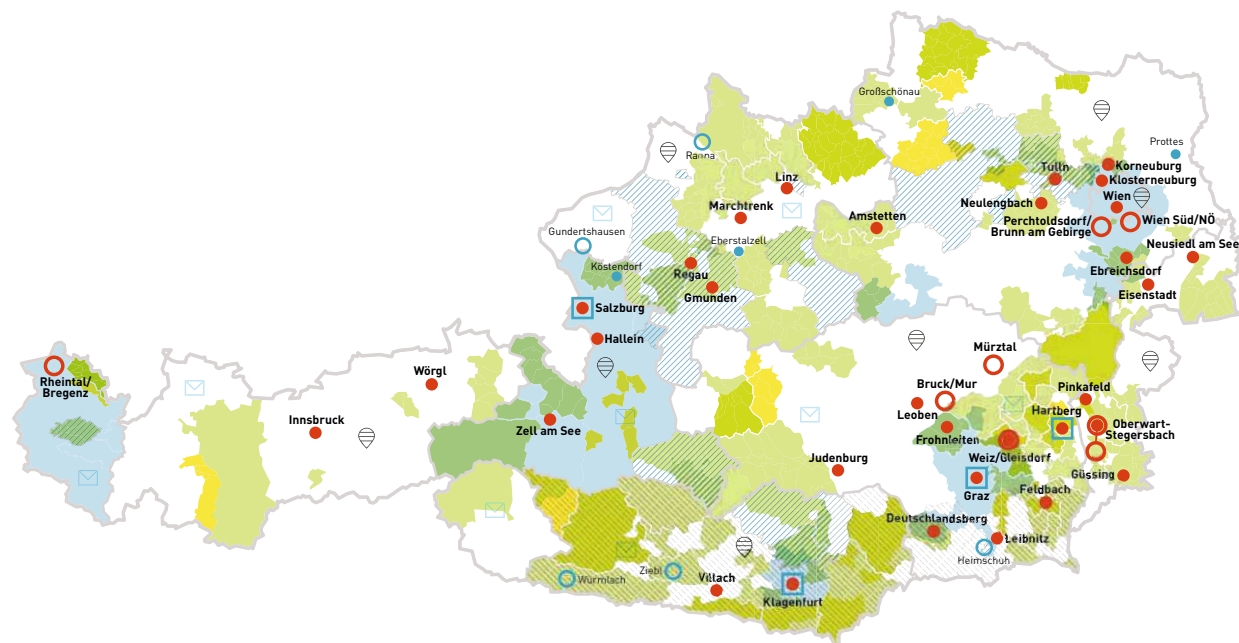 Großschönau
Prottes
Ranna
Korneuburg
Tulln
Klosterneuburg
Linz
Wien
Neulengbach
Marchtrenk
Amstetten
Perchtoldsdorf/
Brunn am Gebirge
Wien Süd/NÖ
Gundertshausen
Eberstalzell
Neusiedl am See
Köstendorf
Regau
Ebreichsdorf
Gmunden
Eisenstadt
Salzburg
Hallein
Mürztal
Rheintal/
Bregenz
Wörgl
Bruck/Mur
Pinkafeld
Leoben
Hartberg
Innsbruck
Zell am See
Frohnleiten
Oberwart-
Stegersbach
Judenburg
Weiz/Gleisdorf
Güssing
Graz
Feldbach
Deutschlandsberg
Leibnitz
Heimschuh
Würmlach
Ziebl
Villach
Klagenfurt